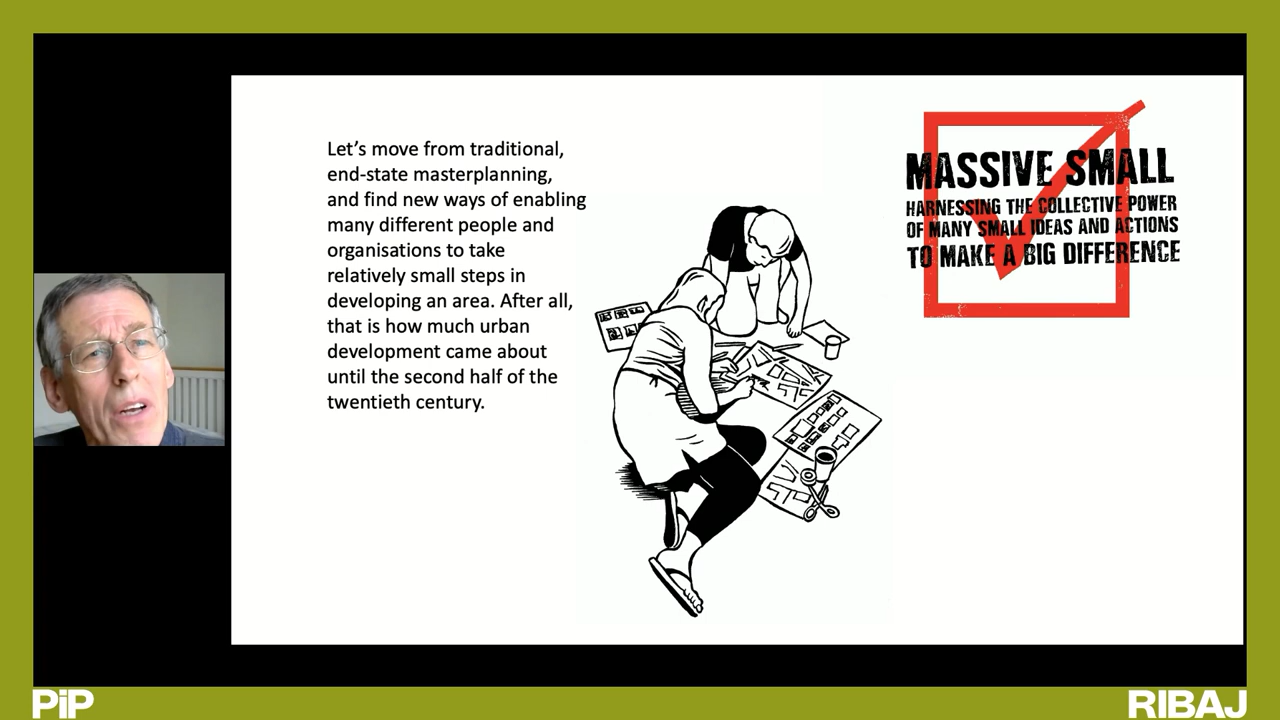 Let’s move from traditional,
end-state masterplanning,
and find new ways of enabling
many different people and
organisations to take
relatively small steps in
developing an area. After all,
that is how much urban
development came about
until the second half of the
twentieth century.
MASSIVE SMALL
HARNESSING THE COLLECTIVE POWER
OF MANY SMALL IDEAS AND ACTIONS
TO MAKE A BIG DIFFERENCE
PiP
RIBAJ